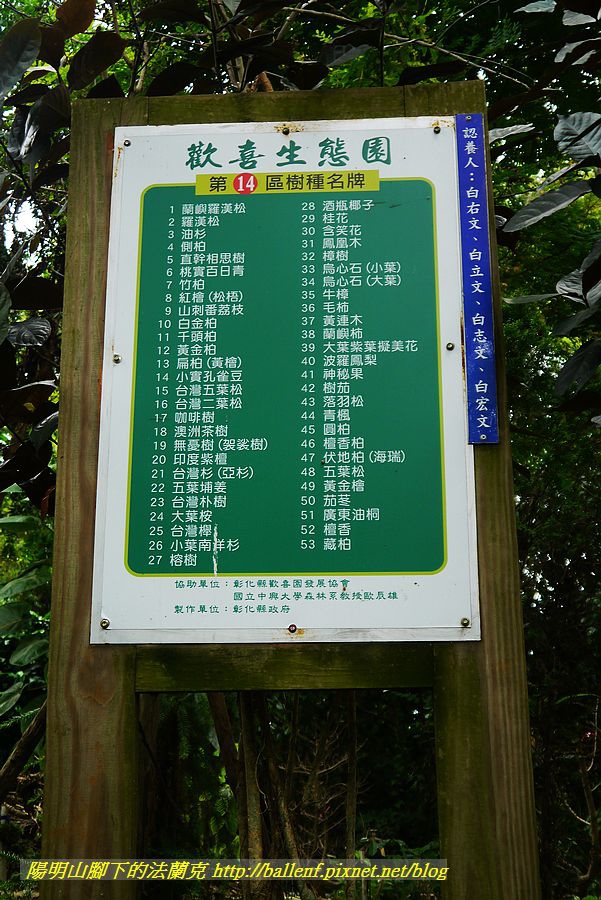 歡喜生態園
第14區樹種名牌
1 蘭嶼羅漢松
2 羅漢松
3 油杉
4 側柏
5 直幹相思樹
6 桃實百日青
7 竹柏
8 紅檜(松梧)
9 山刺番荔枝
10 白金柏
11 千頭柏
12 黃金柏
13 扁柏(黃檜)
14 小實孔雀豆
15 台灣五葉松
16 台灣二葉松
17 咖啡樹
18 澳洲茶樹
19 無憂樹(袈裟樹)
20 印度紫檀
21 台灣杉(亞杉)
22 五葉埔姜
23 台灣朴樹
24 大葉桉
25 台灣櫸
26 小葉南洋杉
27 榕樹
28 酒瓶椰子
29 桂花
30 含笑花
31 鳳凰木
32 樟樹
33 烏心石(小葉)
34 烏心石(大葉)
35 牛樟
36 毛柿
37 黃連木
38 蘭嶼柿
39 大葉紫葉擬美花
40 波羅鳳梨
41 神秘果
42 樹茄
43 落羽松
44 青楓
45 圓柏
46 檀香柏
47 伏地柏(海瑞)
48 五葉松
49 黃金檜
50 茄苳
51 廣東油桐
52 檀香
53 藏柏
協助單位：彰化縣歡喜園發展協會
國立中興大學森林系教授歐辰雄
製作單位：彰化縣政府
認養人：白右文、白立文、白志文、白宏文
陽明山腳下的法蘭克 http://ballenf.pixnet.net/blog